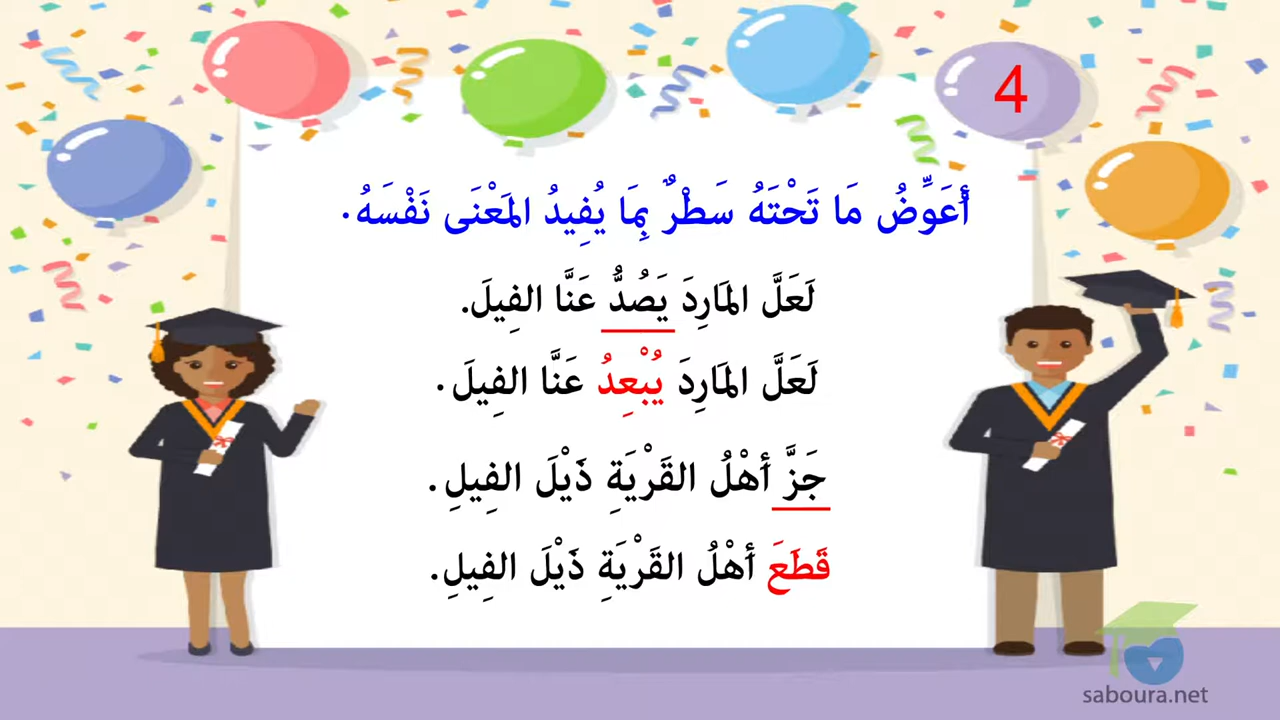 4
أُعَوِّضُ مَا تَحْتَهُ سَطْرٌ بِمَا يُفِيدُ المَعْنَى نَفْسَهُ.
لَعَلَّ المَارِدَ يَصُدُّ عَنَّا الفِيلَ.
لَعَلَّ المَارِدَ يُبْعِدُ عَنَّا الفِيلَ.
جَزَّ أَهْلُ القَرْيَةِ ذَيْلَ الفِيلِ.
قَطَعَ أَهْلُ القَرْيَةِ ذَيْلَ الفِيلِ.
saboura.net